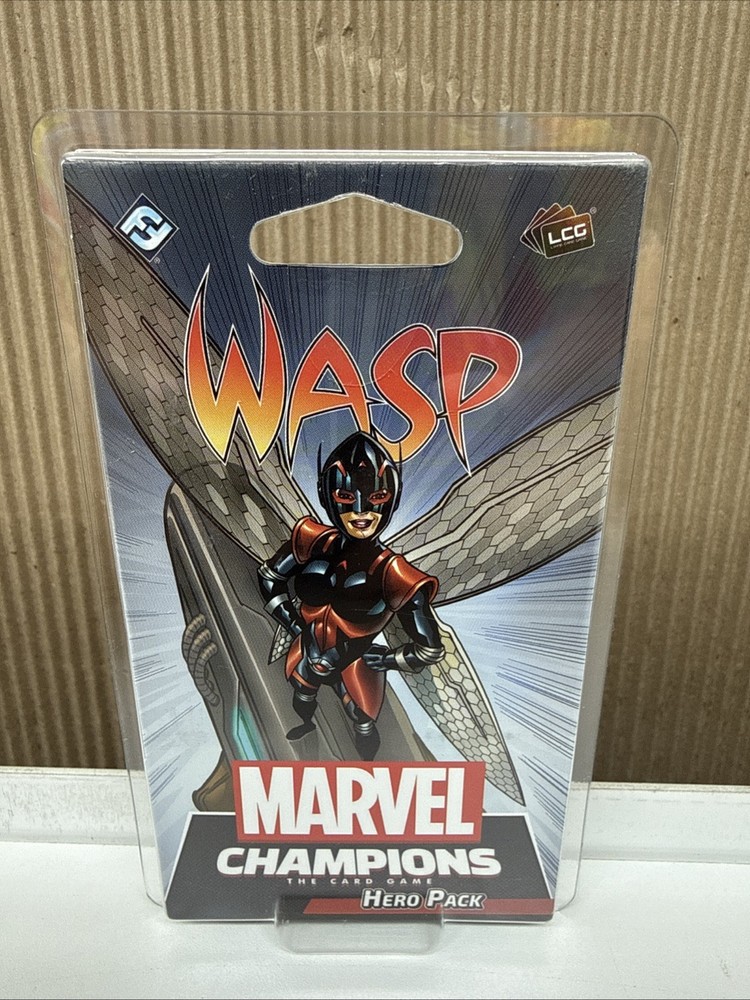 LCG
WASP
MARVEL
CHAMPIONS
THE CARD GAME
HERO PACK